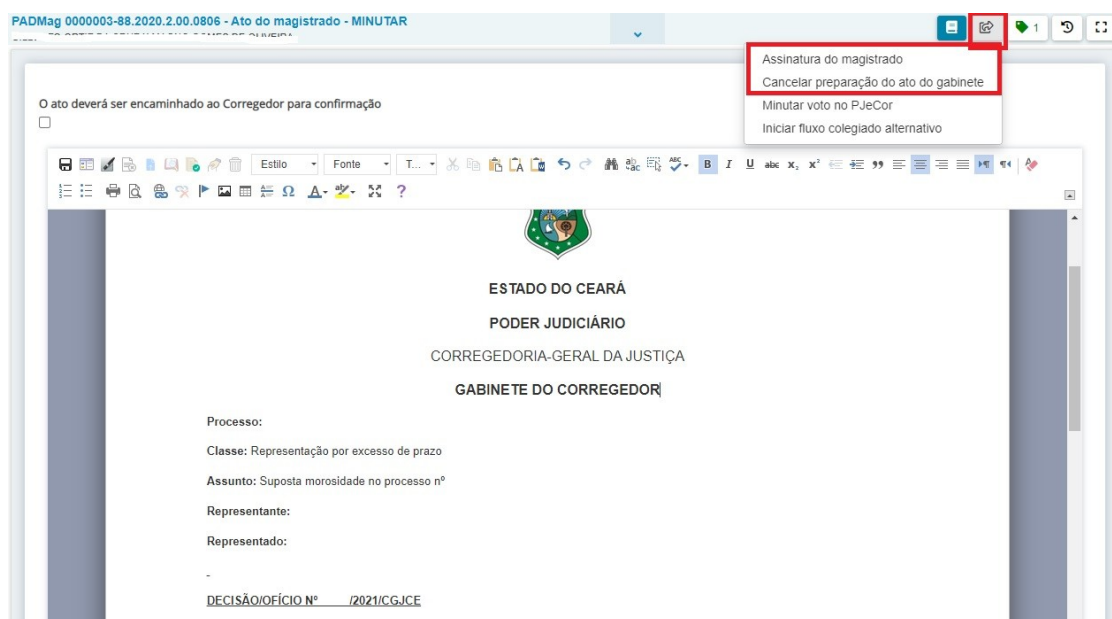 PADMag 0000003-88.2020.2.00.0806 - Ato do magistrado - MINUTAR
1
Assinatura do magistrado
Cancelar preparação do ato do gabinete
Minutar voto no PJeCor
Iniciar fluxo colegiado alternativo
O ato deverá ser encaminhado ao Corregedor para confirmação
Estilo Fonte T...
ESTADO DO CEARÁ
PODER JUDICIÁRIO
CORREGEDORIA-GERAL DA JUSTIÇA
GABINETE DO CORREGEDOR
Processo:
Classe: Representação por excesso de prazo
Assunto: Suposta morosidade no processo nº
Representante:
Representado:
-
DECISÃO/OFÍCIO Nº /2021/CGJCE